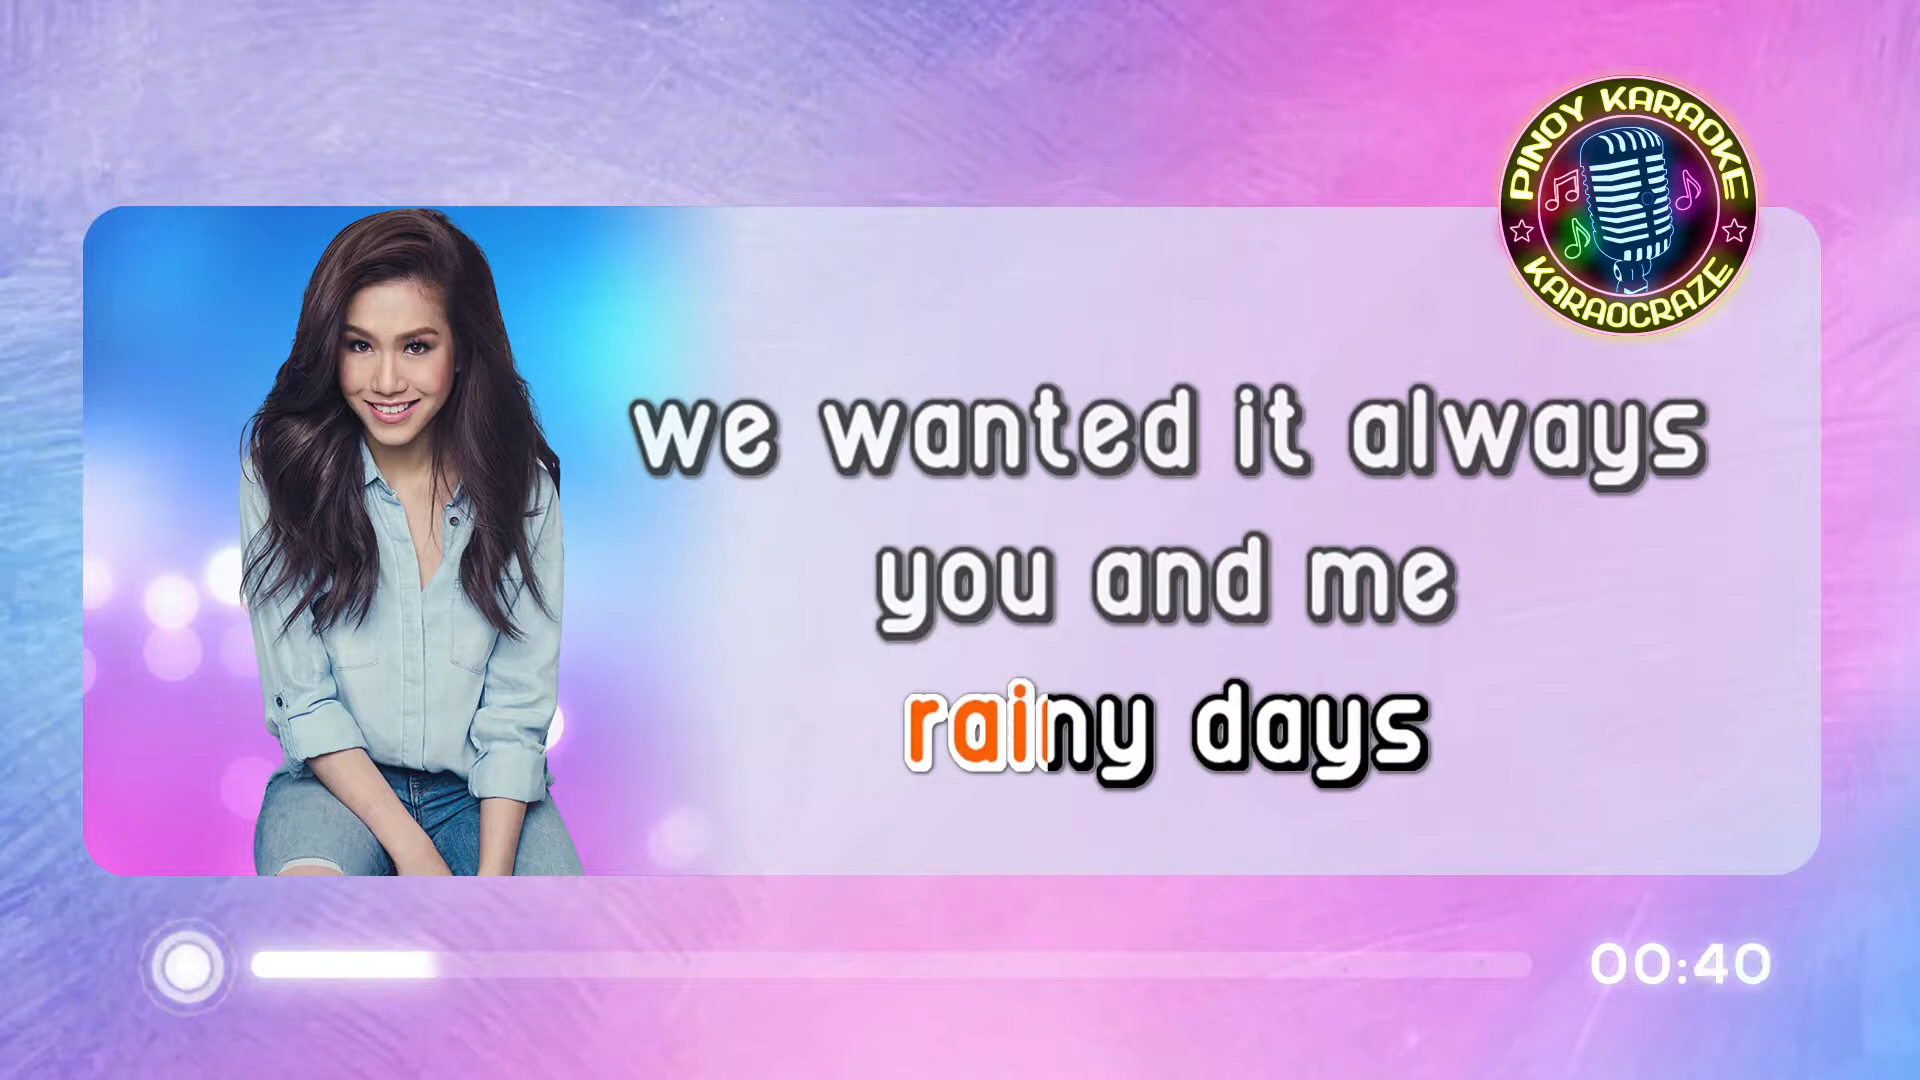 PINOY KARAOKE
KARAOCRAZE
we wanted it always
you and me
rainy days
00:40